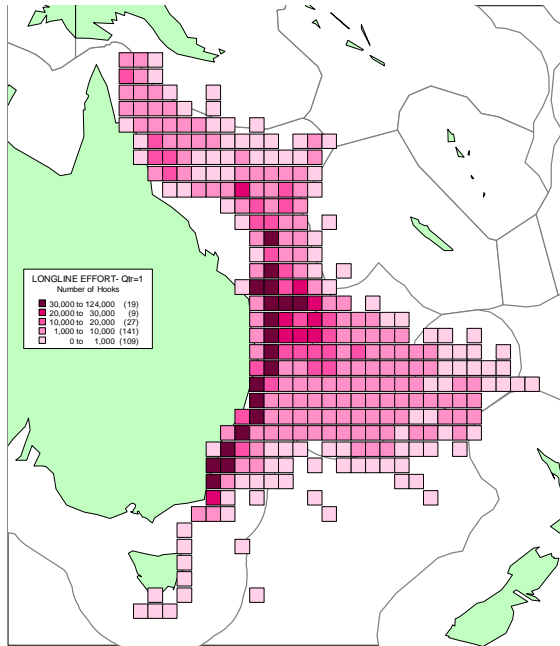 LONGLINE EFFORT- Qtr=1
Number of Hooks
30,000 to 124,000 (19)
20,000 to 30,000 (9)
10,000 to 20,000 (27)
1,000 to 10,000 (141)
0 to 1,000 (109)